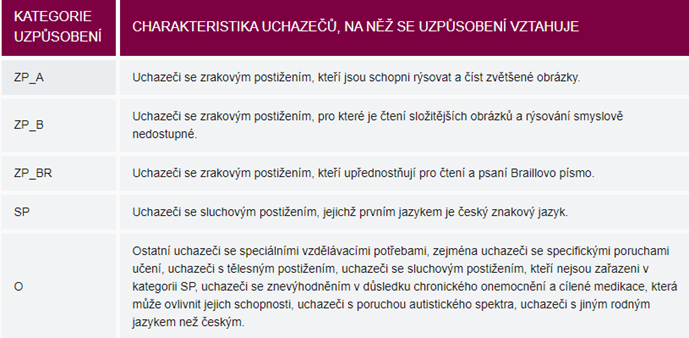 KATEGORIE
UZPŮSOBENÍ
CHARAKTERISTIKA UCHAZEČŮ, NA NĚŽ SE UZPŮSOBENÍ VZTAHUJE
ZP_A
Uchazeči se zrakovým postižením, kteří jsou schopni rýsovat a číst zvětšené obrázky.
ZP_B
Uchazeči se zrakovým postižením, pro které je čtení složitějších obrázků a rýsování smyslově
nedostupné.
ZP_BR
Uchazeči se zrakovým postižením, kteří upřednostňují pro čtení a psaní Braillovo písmo.
SP
Uchazeči se sluchovým postižením, jejichž prvním jazykem je český znakový jazyk.
O
Ostatní uchazeči se speciálními vzdělávacími potřebami, zejména uchazeči se specifickými poruchami
učení, uchazeči s tělesným postižením, uchazeči se sluchovým postižením, kteří nejsou zařazeni v
kategorii SP, uchazeči se znevýhodněním v důsledku chronického onemocnění a cílené medikace, která
může ovlivnit jejich schopnosti, uchazeči s poruchou autistického spektra, uchazeči s jiným rodným
jazykem než českým.